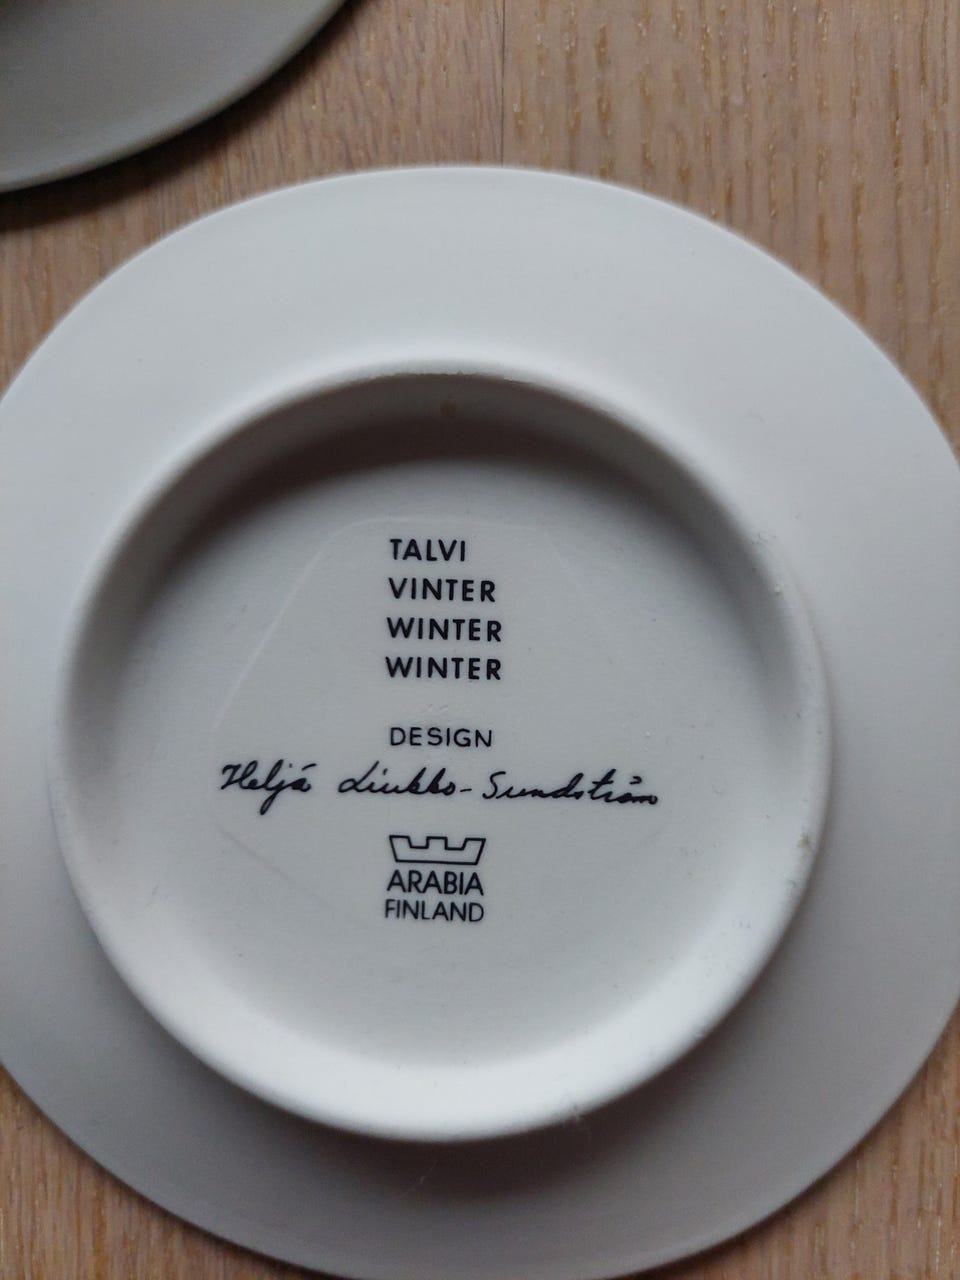 TALVI
VINTER
WINTER
WINTER
DESIGN
Heljä Liukko-Sundström
ARABIA
FINLAND